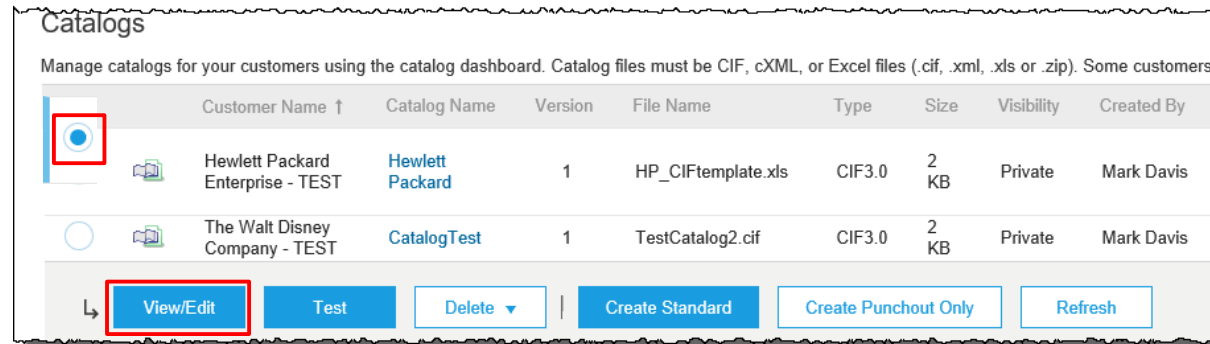 Catalogs
Manage catalogs for your customers using the catalog dashboard. Catalog files must be CIF, cXML, or Excel files (.cif, .xml, .xls or .zip). Some customers
Customer Name ↑ Catalog Name Version File Name Type Size Visibility Created By
Hewlett Packard Enterprise - TEST Hewlett Packard 1 HP_CIFtemplate.xls CIF3.0 2 KB Private Mark Davis
The Walt Disney Company - TEST CatalogTest 1 TestCatalog2.cif CIF3.0 2 KB Private Mark Davis
View/Edit Test Delete ▼ | Create Standard Create Punchout Only Refresh